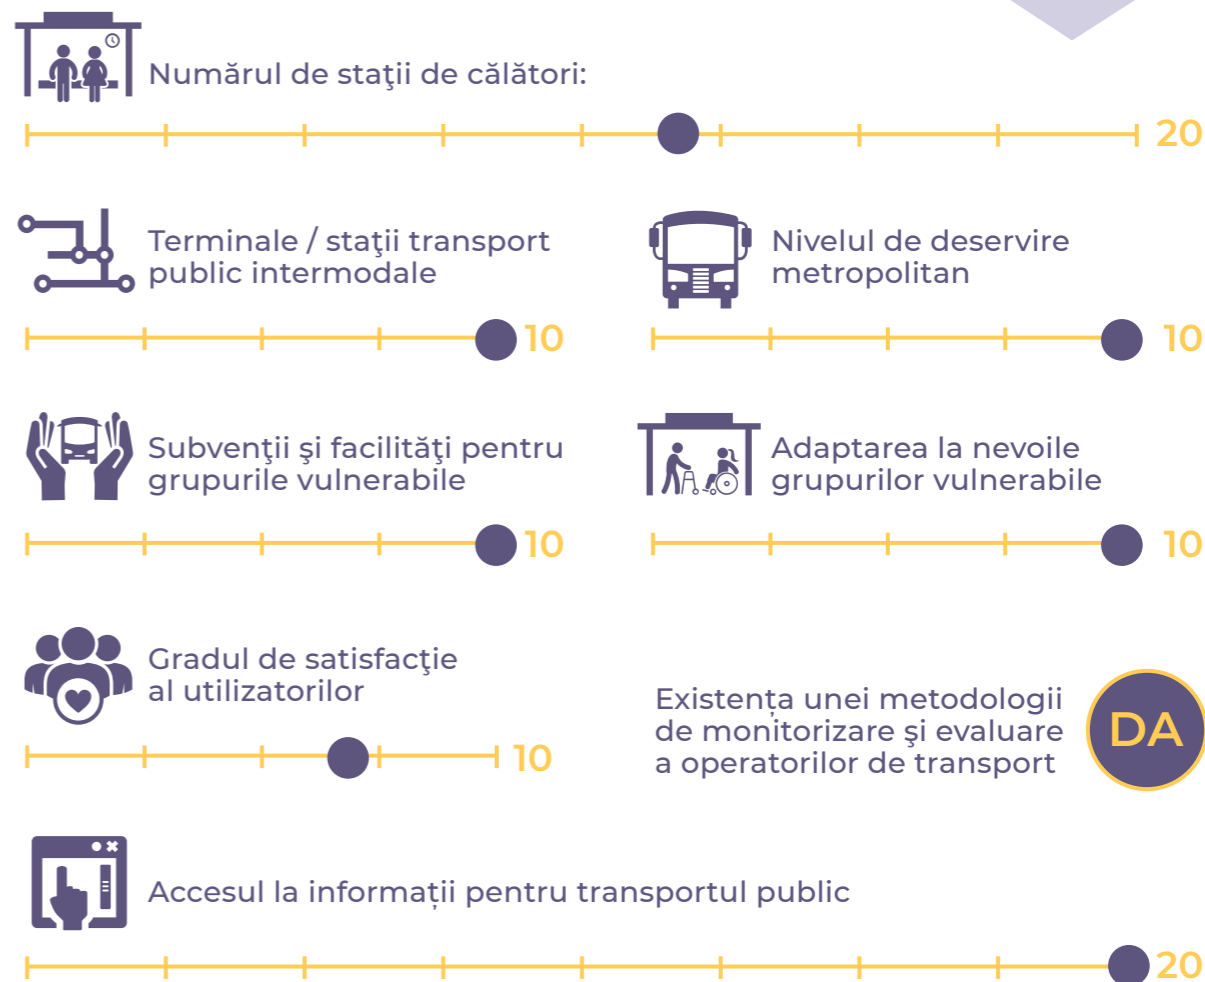 Numărul de staţii de călători:
20
Terminale / staţii transport
public intermodale
10
Nivelul de deservire
metropolitan
10
Subvenţii şi facilităţi pentru
grupurile vulnerabile
10
Adaptarea la nevoile
grupurilor vulnerabile
10
Gradul de satisfacţie
al utilizatorilor
10
Existența unei metodologii
de monitorizare şi evaluare
a operatorilor de transport
DA
Accesul la informații pentru transportul public
20